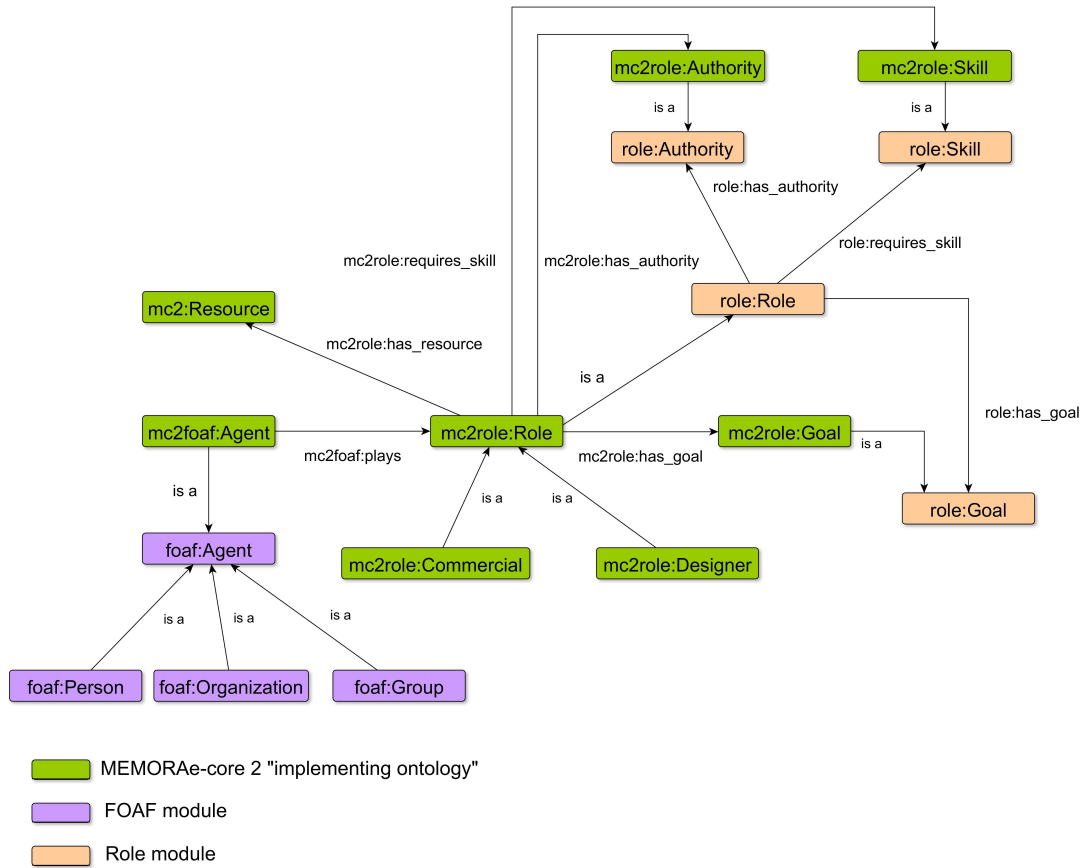 mc2role:Authority
mc2role:Skill
is a
is a
role:Authority
role:Skill
role:has_authority
role:requires_skill
mc2role:requires_skill
mc2role:has_authority
mc2:Resource
role:Role
mc2role:has_resource
is a
role:has_goal
mc2foaf:Agent
mc2role:Role
mc2role:Goal
mc2foaf:plays
mc2role:has_goal
is a
is a
is a
is a
role:Goal
foaf:Agent
mc2role:Commercial
mc2role:Designer
is a
is a
is a
foaf:Person
foaf:Organization
foaf:Group
MEMORAe-core 2 "implementing ontology"
FOAF module
Role module